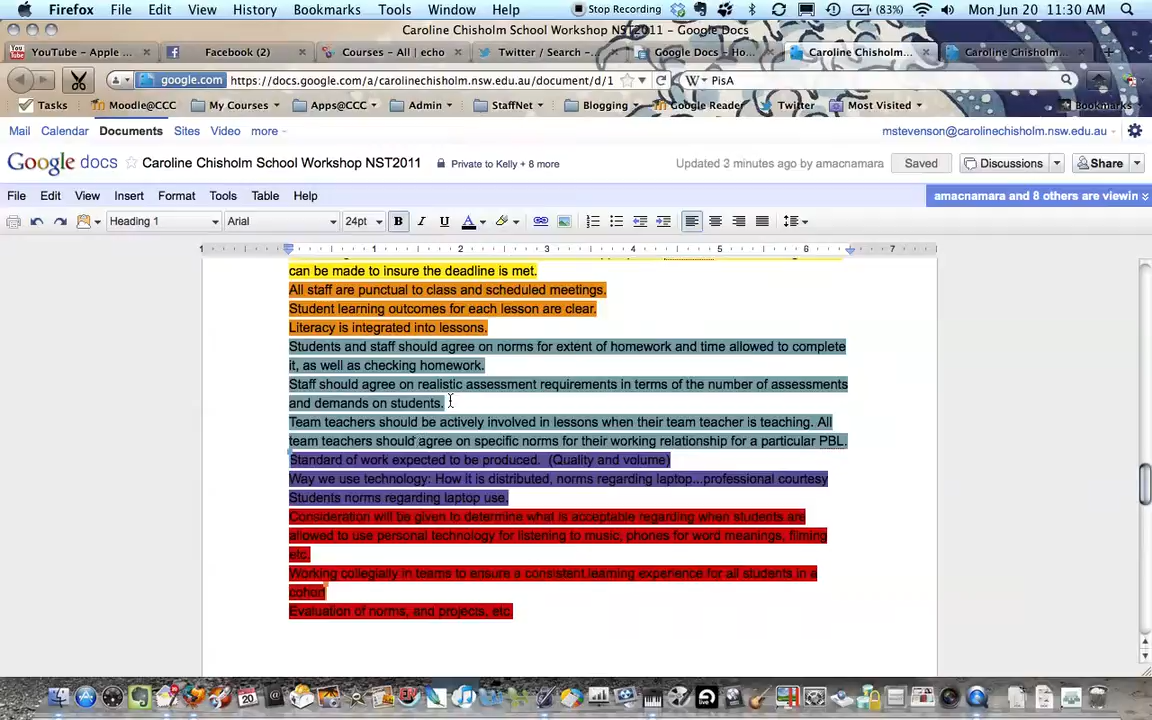 Firefox File Edit View History Bookmarks Tools Window Help Stop Recording (83%) Mon Jun 20 11:30 AM
Caroline Chisholm School Workshop NST2011 – Google Docs
YouTube - Apple ... Facebook (2) Courses - All | echo Twitter / Search - ... Google Docs - Ho... Caroline Chisholm... Caroline Chisholm...
google.com https://docs.google.com/a/carolinechisholm.nsw.edu.au/document/d/1 W PisA
Tasks Moodle@CCC My Courses Apps@CCC Admin StaffNet Blogging Google Reader Twitter Most Visited Bookmarks
Mail Calendar Documents Sites Video more mstevenson@carolinechisholm.nsw.edu.au
Google docs Caroline Chisholm School Workshop NST2011 Private to Kelly + 8 more Updated 3 minutes ago by amacnamara Saved Discussions Share
File Edit View Insert Format Tools Table Help amacnamara and 8 others are viewin
Heading 1 Arial 24pt B I U A
1 1 2 3 4 5 6 7
can be made to insure the deadline is met.
All staff are punctual to class and scheduled meetings.
Student learning outcomes for each lesson are clear.
Literacy is integrated into lessons.
Students and staff should agree on norms for extent of homework and time allowed to complete
it, as well as checking homework.
Staff should agree on realistic assessment requirements in terms of the number of assessments
and demands on students.
Team teachers should be actively involved in lessons when their team teacher is teaching. All
team teachers should agree on specific norms for their working relationship for a particular PBL.
Standard of work expected to be produced. (Quality and volume)
Way we use technology: How it is distributed, norms regarding laptop...professional courtesy
Students norms regarding laptop use.
Consideration will be given to determine what is acceptable regarding when students are
allowed to use personal technology for listening to music, phones for word meanings, filming
etc.
Working collegially in teams to ensure a consistent learning experience for all students in a
cohort
Evaluation of norms, and projects, etc.
20